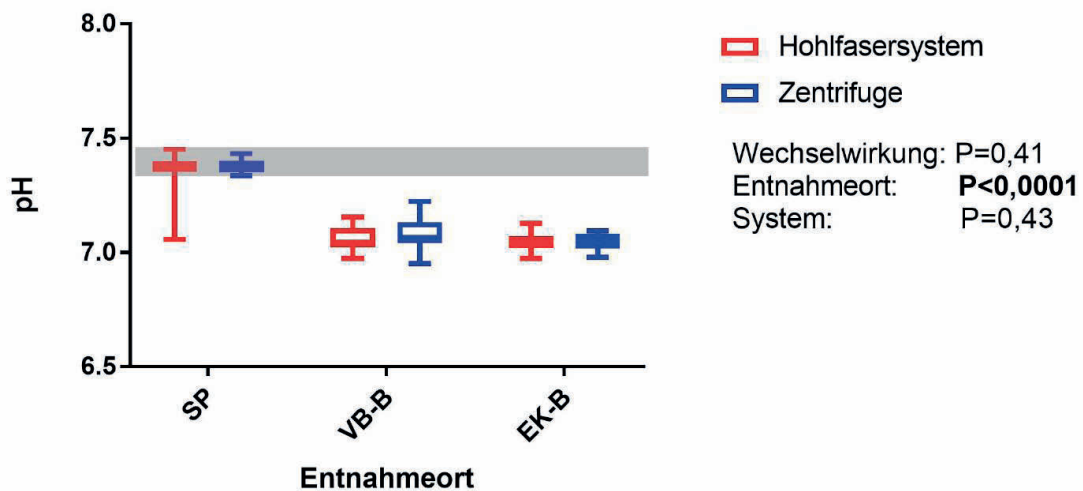 8.0
7.5
7.0
6.5
pH
SP
VB-B
EK-B
Entnahmeort
Hohlfasersystem
Zentrifuge
Wechselwirkung: P=0,41
Entnahmeort: P<0,0001
System: P=0,43